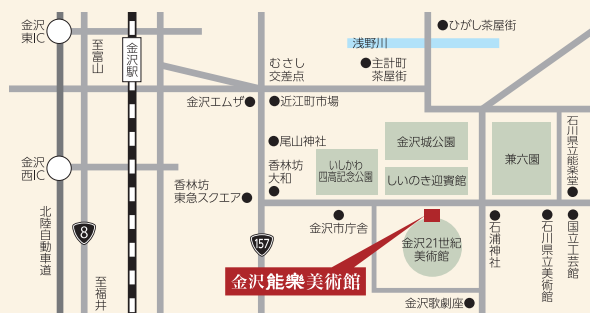 金沢
東IC
至富山
金沢駅
浅野川
ひがし茶屋街
主計町
茶屋街
むさし
交差点
金沢エムザ
近江町市場
尾山神社
金沢城公園
いしかわ
四高記念公園
しいのき迎賓館
兼六園
石川県立能楽堂
金沢
西IC
香林坊
大和
香林坊
東急スクエア
北陸自動車道
8
157
至福井
金沢市庁舎
金沢21世紀
美術館
石浦神社
石川県立美術館
国立工芸館
金沢能樂美術館
金沢歌劇座